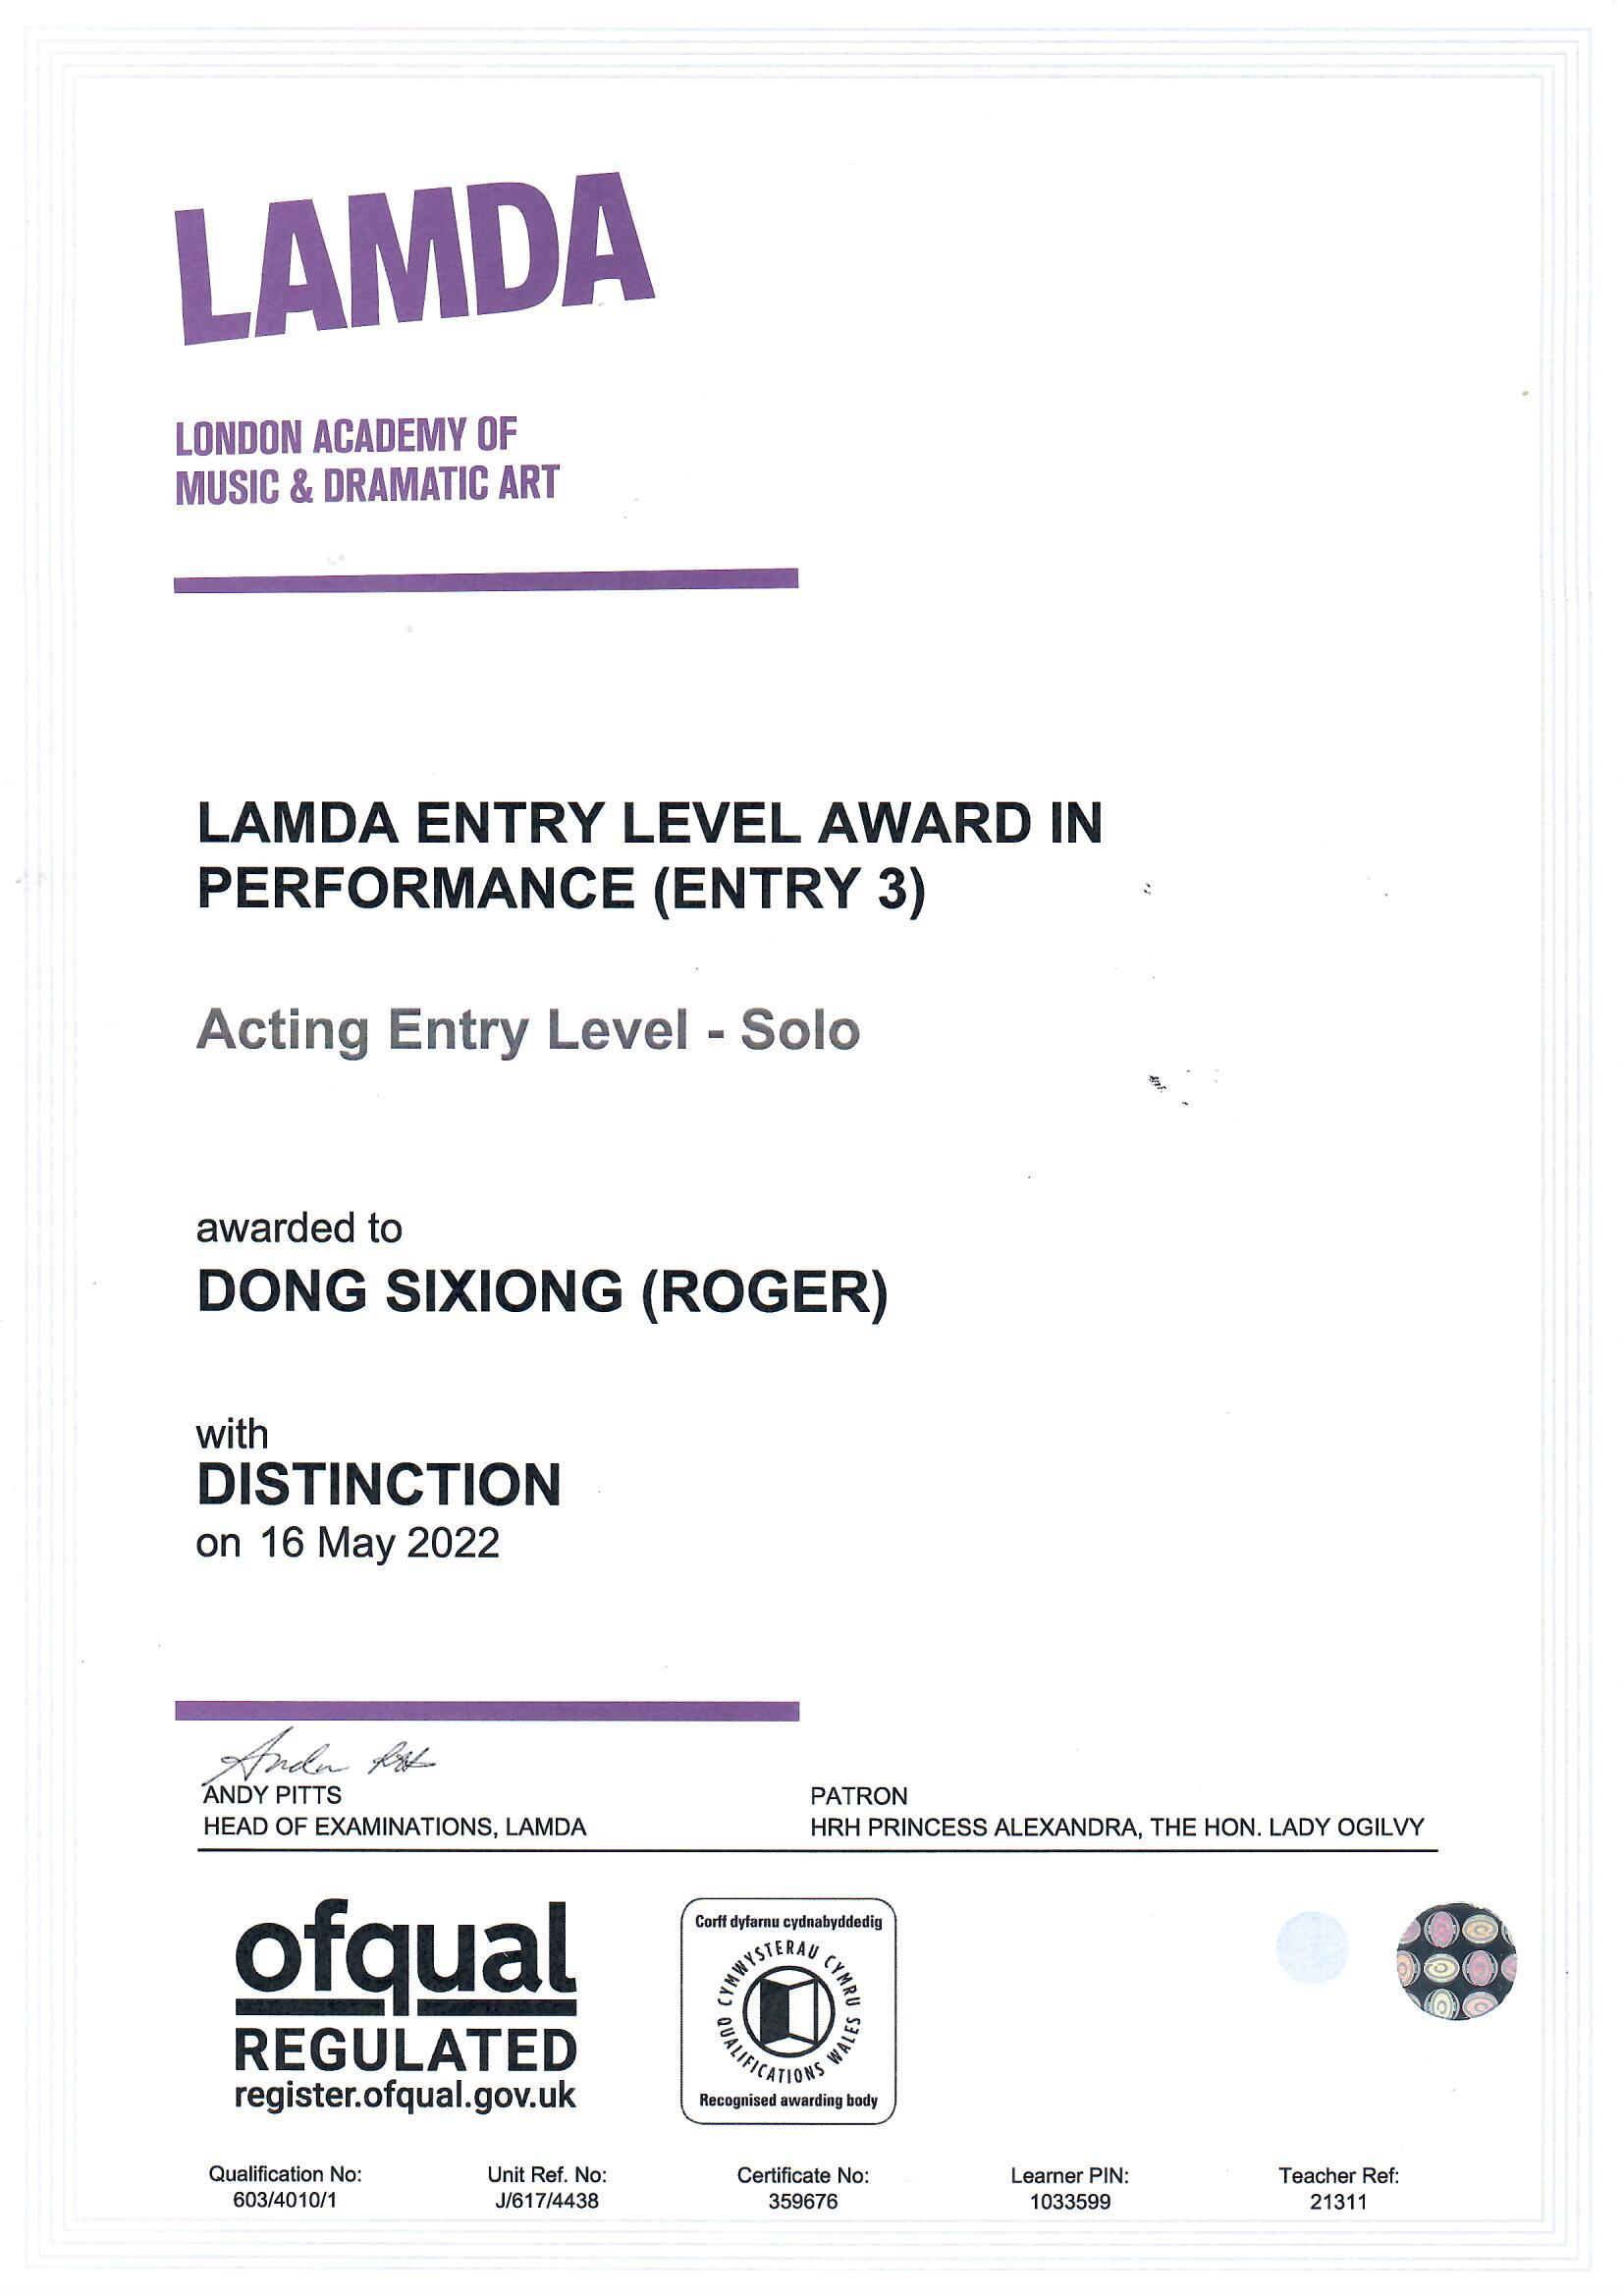 LAMDA
LONDON ACADEMY OF
MUSIC & DRAMATIC ART
LAMDA ENTRY LEVEL AWARD IN
PERFORMANCE (ENTRY 3)
Acting Entry Level - Solo
awarded to
DONG SIXIONG (ROGER)
with
DISTINCTION
on 16 May 2022
ANDY PITTS
HEAD OF EXAMINATIONS, LAMDA
PATRON
HRH PRINCESS ALEXANDRA, THE HON. LADY OGILVY
ofqual
REGULATED
register.ofqual.gov.uk
Corff dyfarnu cydnabyddedig
CYMWYSTERAU CYMRU
QUALIFICATIONS WALES
Recognised awarding body
Qualification No: Unit Ref. No: Certificate No: Learner PIN: Teacher Ref:
603/4010/1 J/617/4438 359676 1033599 21311